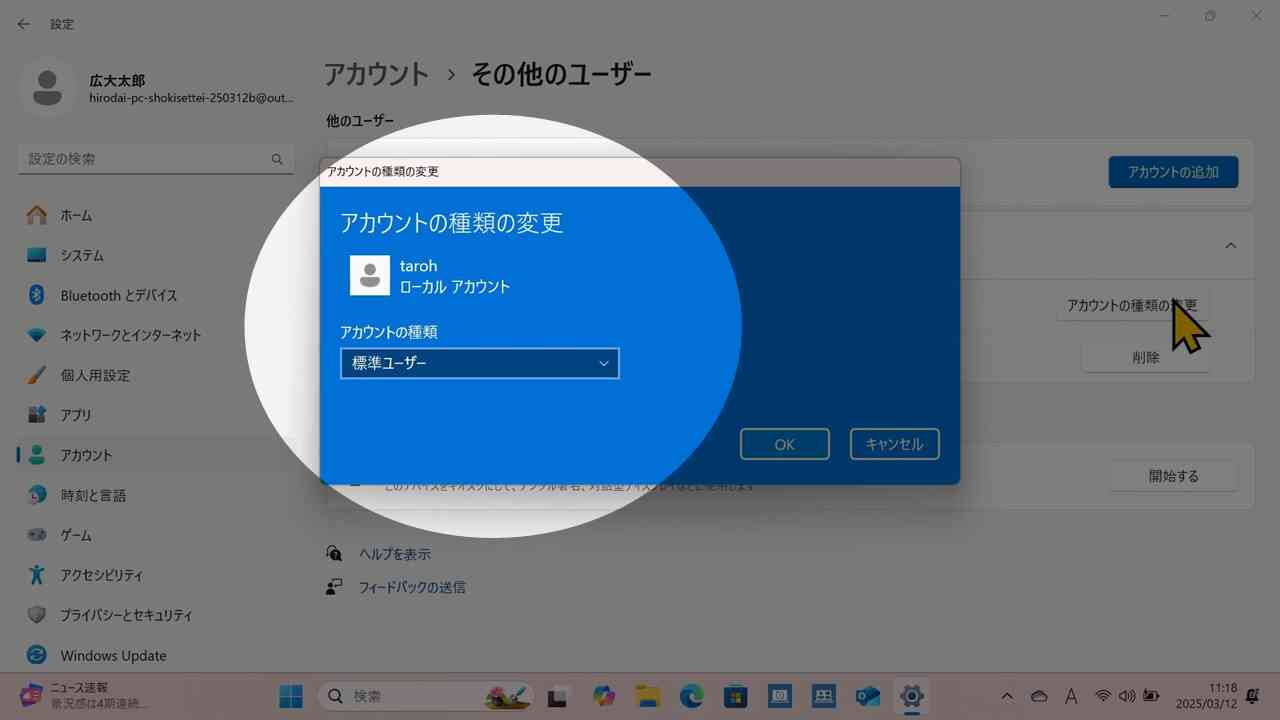 設定
広大太郎
hirodai-pc-shokisettei-250312b@out...
設定の検索
ホーム
システム
Bluetooth とデバイス
ネットワークとインターネット
個人用設定
アプリ
アカウント
時刻と言語
ゲーム
アクセシビリティ
プライバシーとセキュリティ
Windows Update
アカウント › その他のユーザー
他のユーザー
アカウントの追加
アカウントの種類の変更
アカウントの種類の変更
taroh
ローカル アカウント
アカウントの種類
標準ユーザー
OK
キャンセル
アカウントの種類の変更
削除
開始する
ヘルプを表示
フィードバックの送信
ニュース速報
景況感は4期連続...
検索
A
11:18
2025/03/12